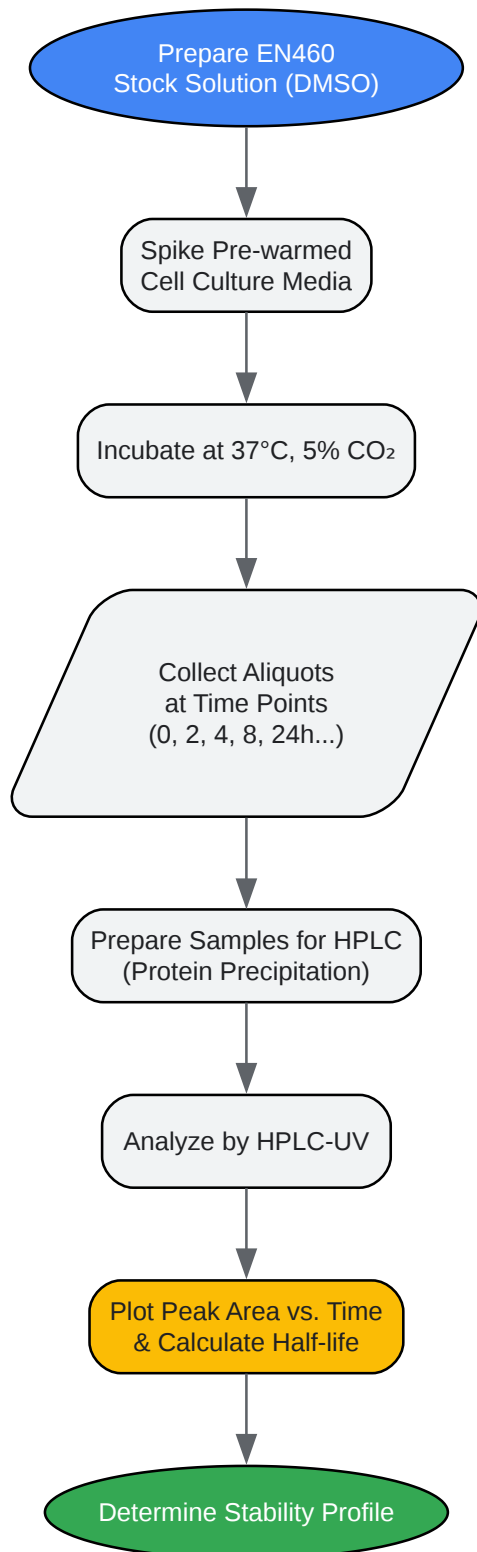 Prepare EN460
Stock Solution (DMSO)
Spike Pre-warmed
Cell Culture Media
Incubate at 37°C, 5% CO₂
Collect Aliquots
at Time Points
(0, 2, 4, 8, 24h...)
Prepare Samples for HPLC
(Protein Precipitation)
Analyze by HPLC-UV
Plot Peak Area vs. Time
& Calculate Half-life
Determine Stability Profile